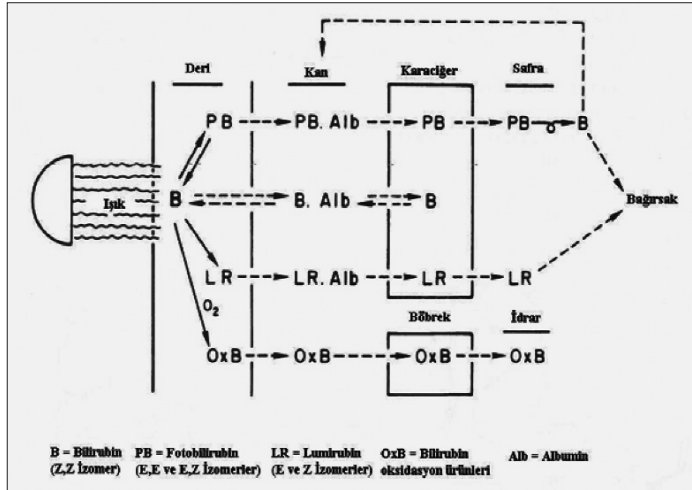 Deri Kan Karaciğer Safra
PB PB. Alb PB PB B
Işık B B. Alb B Bağırsak
LR LR. Alb LR LR
O₂
Böbrek İdrar
OxB OxB OxB OxB
B = Bilirubin PB = Fotobilirubin LR = Lumirubin OxB = Bilirubin Alb = Albumin
(Z,Z İzomer) (E,E ve E,Z İzomerler) (E ve Z İzomerler) oksidasyon ürünleri